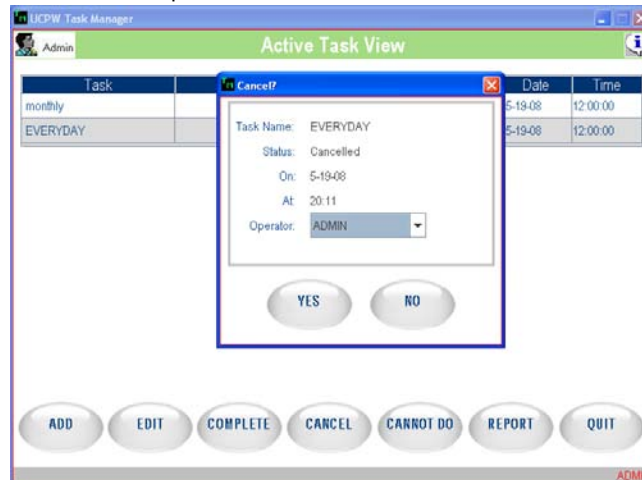 UCPW Task Manager
Admin
Active Task View
Task Date Time
monthly 5-19-08 12:00:00
EVERYDAY 5-19-08 12:00:00
Cancel?
Task Name: EVERYDAY
Status: Cancelled
On: 5-19-08
At: 20:11
Operator: ADMIN
YES NO
ADD EDIT COMPLETE CANCEL CANNOT DO REPORT QUIT